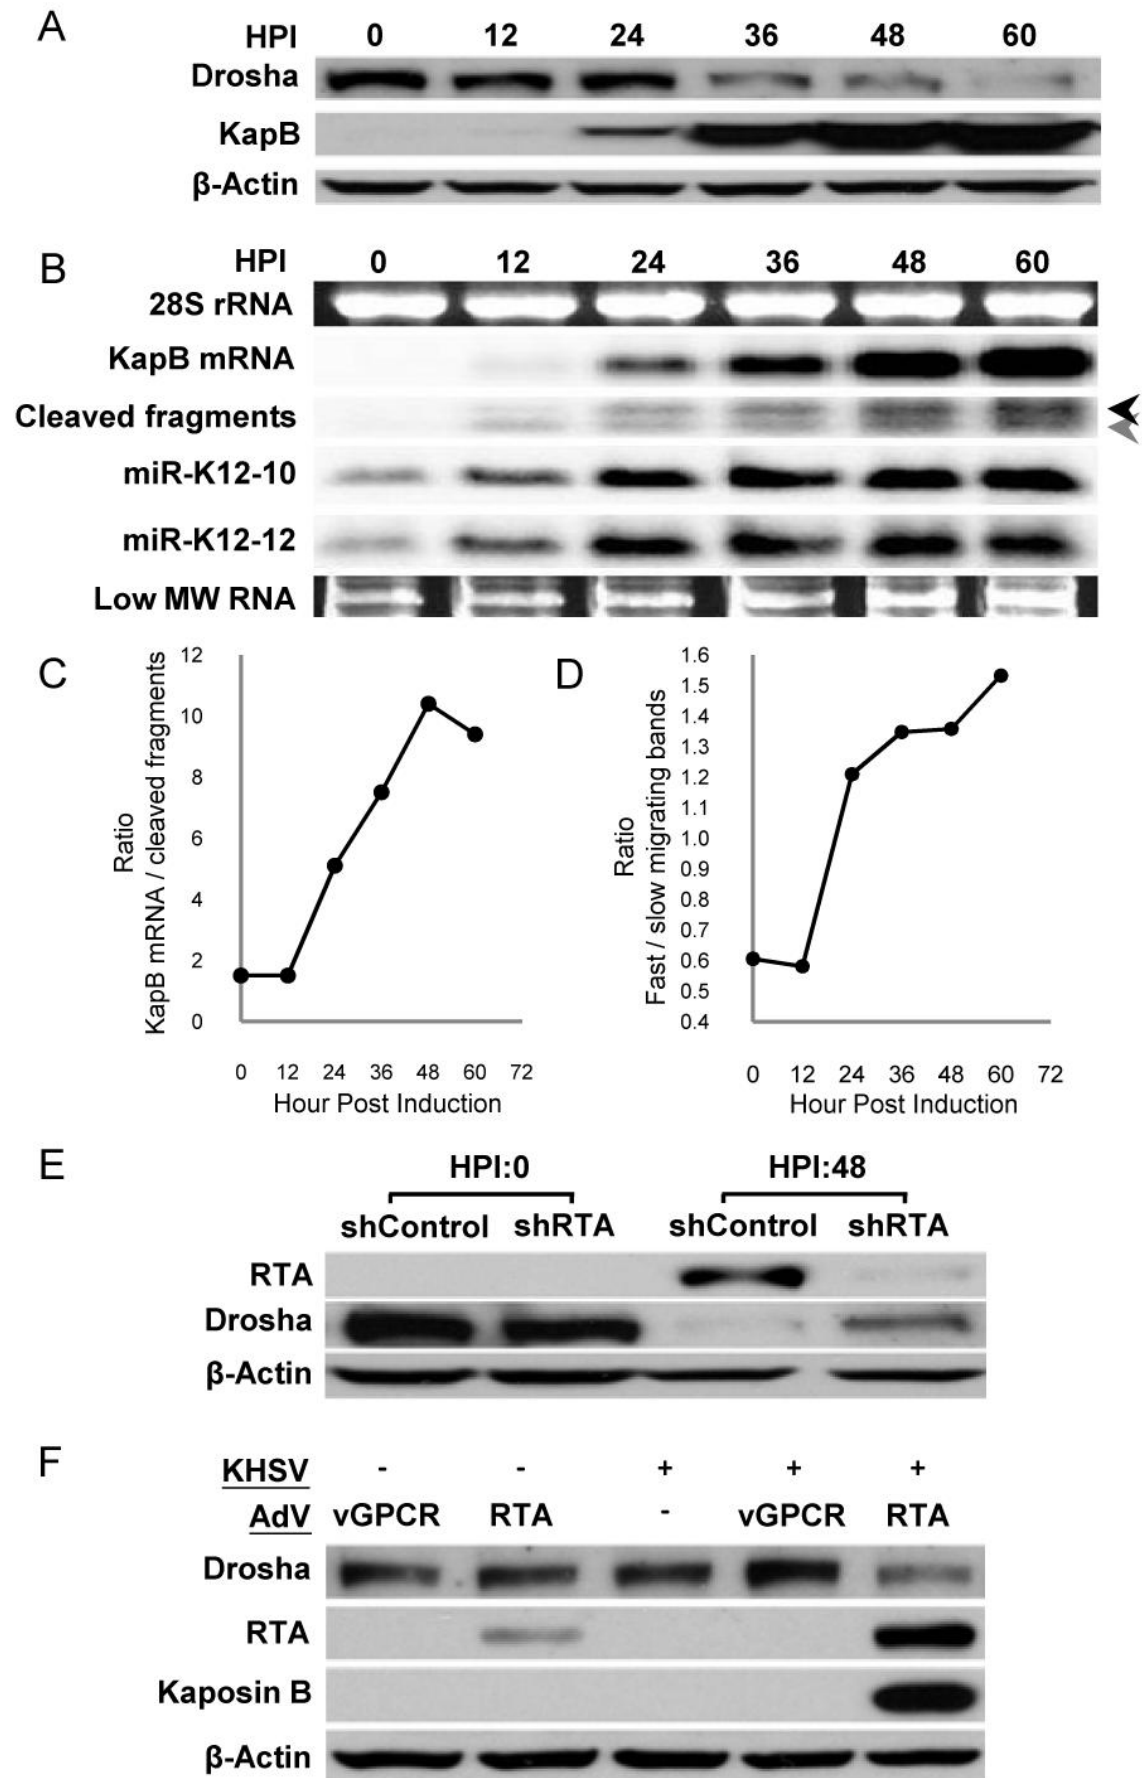 A
HPI 0 12 24 36 48 60
Drosha
KapB
β-Actin
B
HPI 0 12 24 36 48 60
28S rRNA
KapB mRNA
Cleaved fragments
miR-K12-10
miR-K12-12
Low MW RNA
C
Ratio
KapB mRNA / cleaved fragments
12
10
8
6
4
2
0
0 12 24 36 48 60 72
Hour Post Induction
D
Ratio
Fast / slow migrating bands
1.6
1.5
1.4
1.3
1.2
1.1
1.0
0.9
0.8
0.7
0.6
0.5
0.4
0 12 24 36 48 60 72
Hour Post Induction
E
HPI:0 HPI:48
shControl shRTA shControl shRTA
RTA
Drosha
β-Actin
F
KHSV - - + + +
AdV vGPCR RTA - vGPCR RTA
Drosha
RTA
Kaposin B
β-Actin